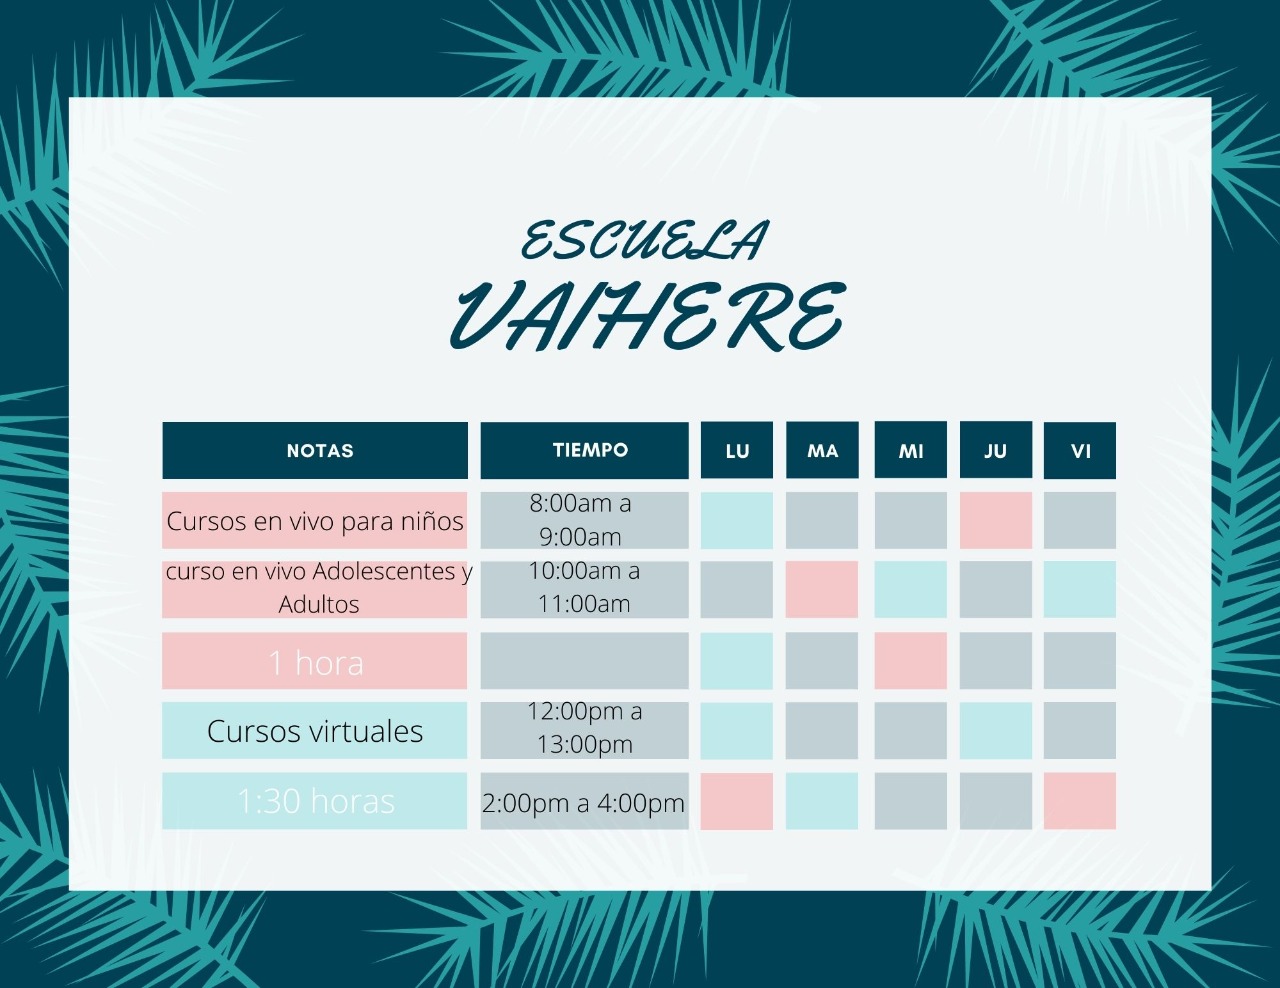 ESCUELA
VAIHERE
NOTAS TIEMPO LU MA MI JU VI
Cursos en vivo para niños 8:00am a
9:00am
curso en vivo Adolescentes y 10:00am a
Adultos 11:00am
1 hora
Cursos virtuales 12:00pm a
13:00pm
1:30 horas 2:00pm a 4:00pm